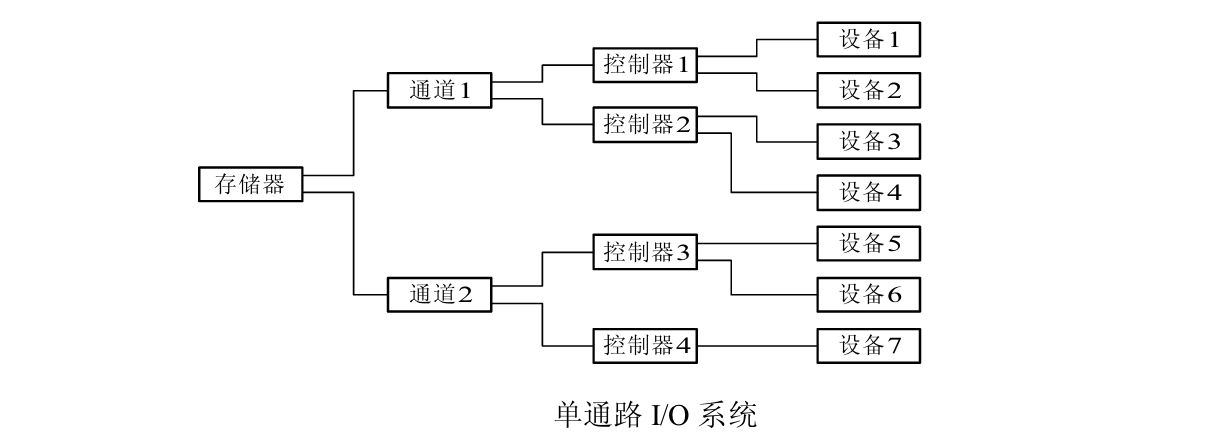 设备1
控制器1
通道1
设备2
控制器2
设备3
存储器
设备4
控制器3
设备5
通道2
设备6
控制器4
设备7
单通路 I/O 系统